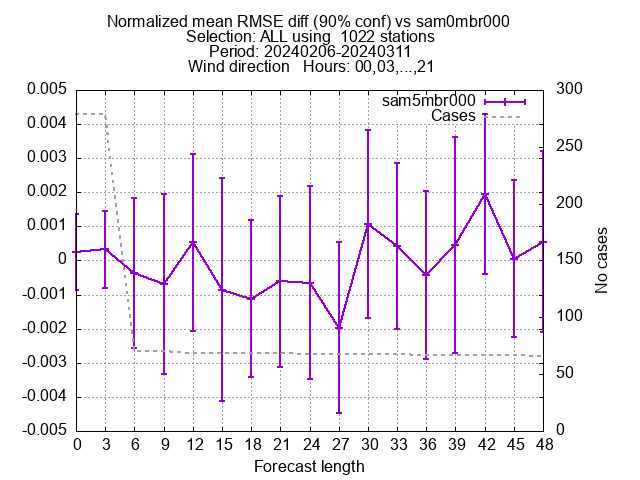 Normalized mean RMSE diff (90% conf) vs sam0mbr000
Selection: ALL using  1022 stations
Period: 20240206-20240311
Wind direction   Hours: 00,03,...,21
sam5mbr000
Cases
0.005
0.004
0.003
0.002
0.001
0
-0.001
-0.002
-0.003
-0.004
-0.005
300
250
200
150
100
50
0
No cases
0 3 6 9 12 15 18 21 24 27 30 33 36 39 42 45 48
Forecast length